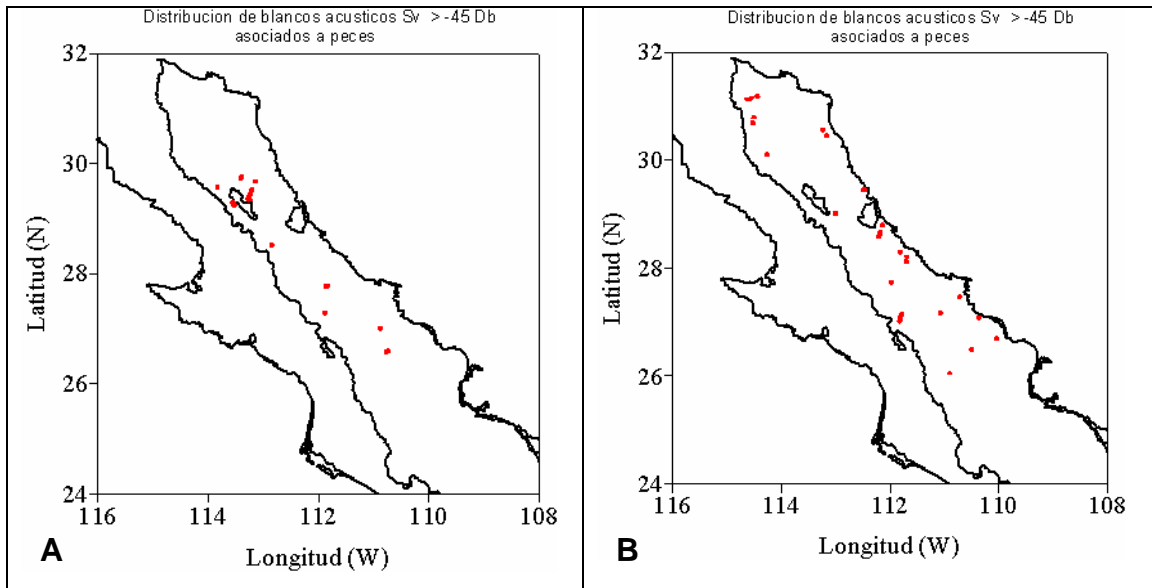 Distribucion de blancos acusticos Sv > -45 Db
asociados a peces
32
30
28
26
24
Latitud (N)
116
114
112
110
108
Longitud (W)
A
Distribucion de blancos acusticos Sv > -45 Db
asociados a peces
32
30
28
26
24
Latitud (N)
116
114
112
110
108
Longitud (W)
B